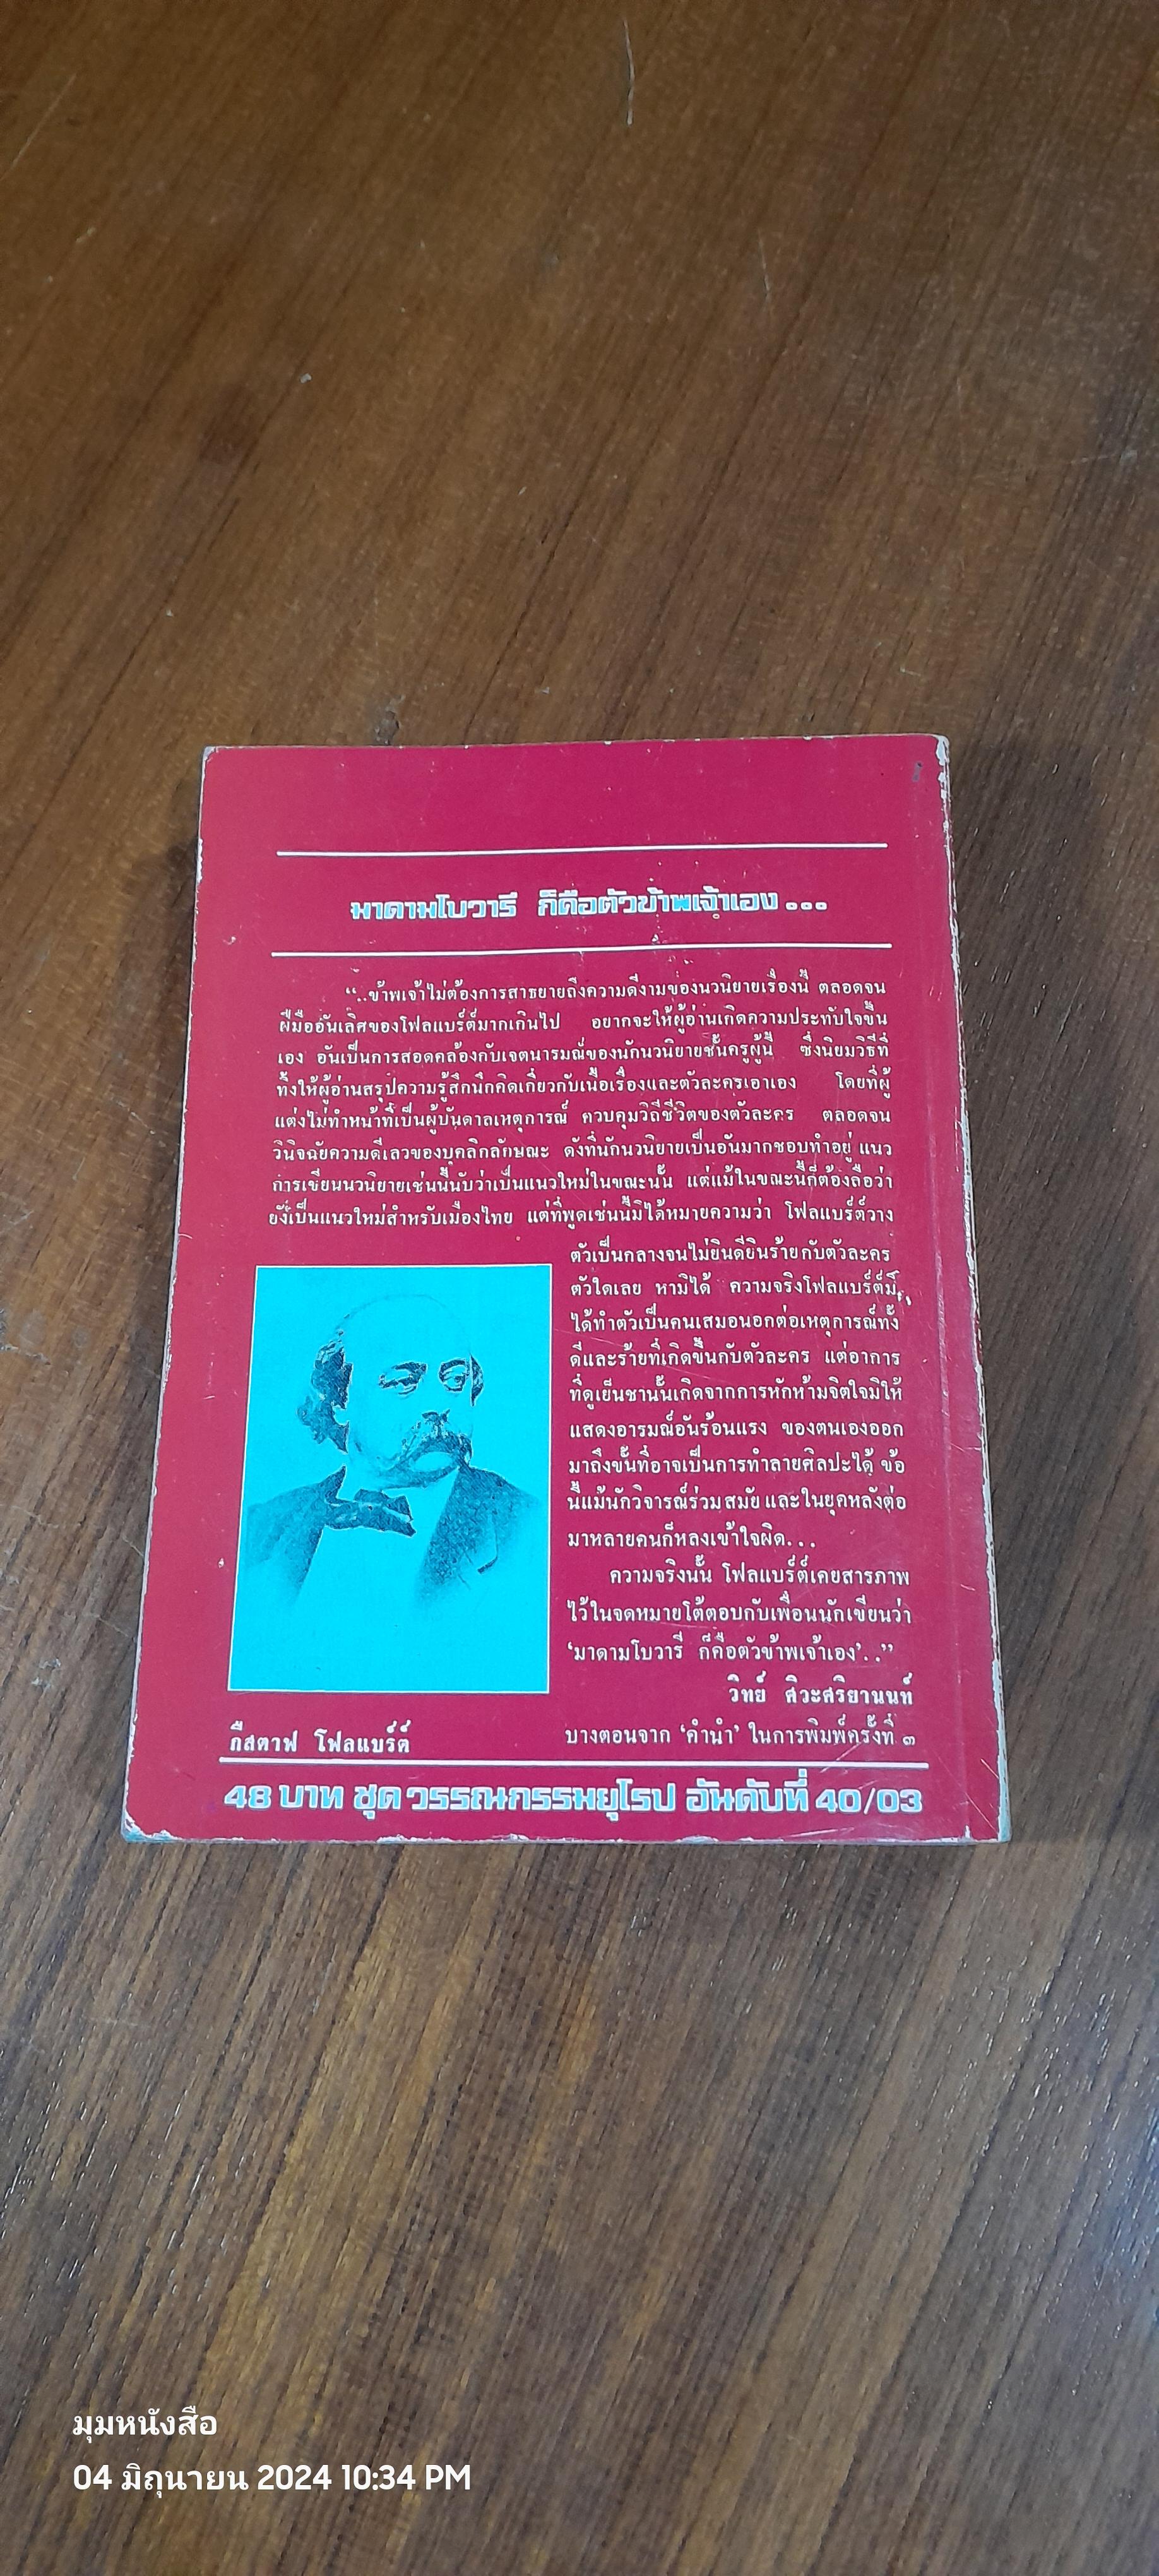 มาดามโบวารี ก็คือตัวข้าพเจ้าเอง...
“..ข้าพเจ้าไม่ต้องการสาธยายถึงความดีงามของนวนิยายเรื่องนี้ ตลอดจน
ฝีมืออันเลิศของโฟลแบร์ต์มากเกินไป อยากจะให้ผู้อ่านเกิดความประทับใจขึ้น
เอง อันเป็นการสอดคล้องกับเจตนารมณ์ของนักนวนิยายชั้นครูผู้นี้ ซึ่งนิยมวิธีที่
ทิ้งให้ผู้อ่านสรุปความรู้สึกนึกคิดเกี่ยวกับเนื้อเรื่องและตัวละครเอาเอง โดยที่ผู้
แต่งไม่ทำหน้าที่เป็นผู้บันดาลเหตุการณ์ ควบคุมวิถีชีวิตของตัวละคร ตลอดจน
วินิจฉัยความดีเลวของบุคลิกลักษณะ ดังที่นักนวนิยายเป็นอันมากชอบทำอยู่ แนว
การเขียนนวนิยายเช่นนี้นับว่าเป็นแนวใหม่ในขณะนั้น แต่แม้ในขณะนี้ก็ต้องถือว่า
ยังเป็นแนวใหม่สำหรับเมืองไทย แต่ที่พูดเช่นนี้มิได้หมายความว่า โฟลแบร์ต์วาง
ตัวเป็นกลางจนไม่ยินดียินร้ายกับตัวละคร
ตัวใดเลย หามิได้ ความจริงโฟลแบร์ต์มิ
ได้ทำตัวเป็นคนเสมอนอกต่อเหตุการณ์ทั้ง
ดีและร้ายที่เกิดขึ้นกับตัวละคร แต่อาการ
ที่ดูเย็นชานั้นเกิดจากการหักห้ามจิตใจมิให้
แสดงอารมณ์อันร้อนแรง ของตนเองออก
มาถึงขั้นที่อาจเป็นการทำลายศิลปะได้ ข้อ
นี้แม้นักวิจารณ์ร่วมสมัย และในยุคหลังต่อ
มาหลายคนก็หลงเข้าใจผิด...
ความจริงนั้น โฟลแบร์ต์เคยสารภาพ
ไว้ในจดหมายโต้ตอบกับเพื่อนนักเขียนว่า
‘มาดามโบวารี ก็คือตัวข้าพเจ้าเอง’..”
วิทย์ ศิวะศริยานนท์
บางตอนจาก ‘คำนำ’ ในการพิมพ์ครั้งที่ ๓
กีสตาฟ โฟลแบร์ต์
48 บาท ชุด วรรณกรรมยุโรป อันดับที่ 40/03
มุมหนังสือ
04 มิถุนายน 2024 10:34 PM